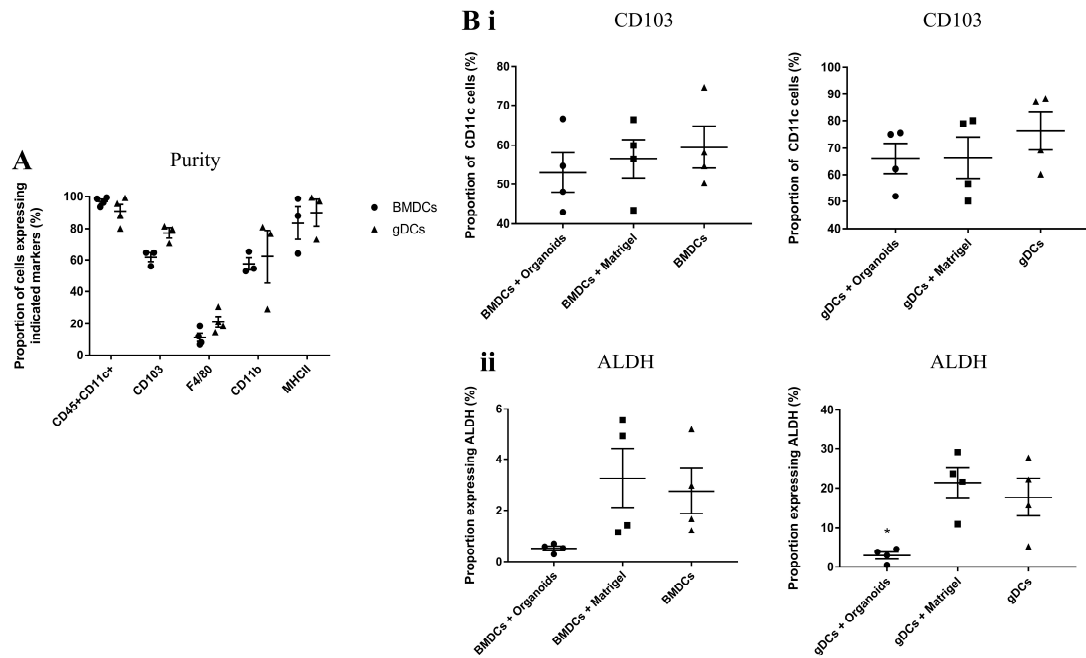 A
Purity
Proportion of cells expressing
indicated markers (%)
100
80
60
40
20
0
CD45+CD11c+
CD103
F4/80
CD11b
MHCII
BMDCs
gDCs
B i
CD103
Proportion of CD11c cells (%)
80
70
60
50
40
BMDCs + Organoids
BMDCs + Matrigel
BMDCs
CD103
Proportion of CD11c cells (%)
100
90
80
70
60
50
40
gDCs + Organoids
gDCs + Matrigel
gDCs
ii
ALDH
Proportion expressing ALDH (%)
6
4
2
0
BMDCs + Organoids
BMDCs + Matrigel
BMDCs
ALDH
Proportion expressing ALDH (%)
40
30
20
10
0
*
gDCs + Organoids
gDCs + Matrigel
gDCs